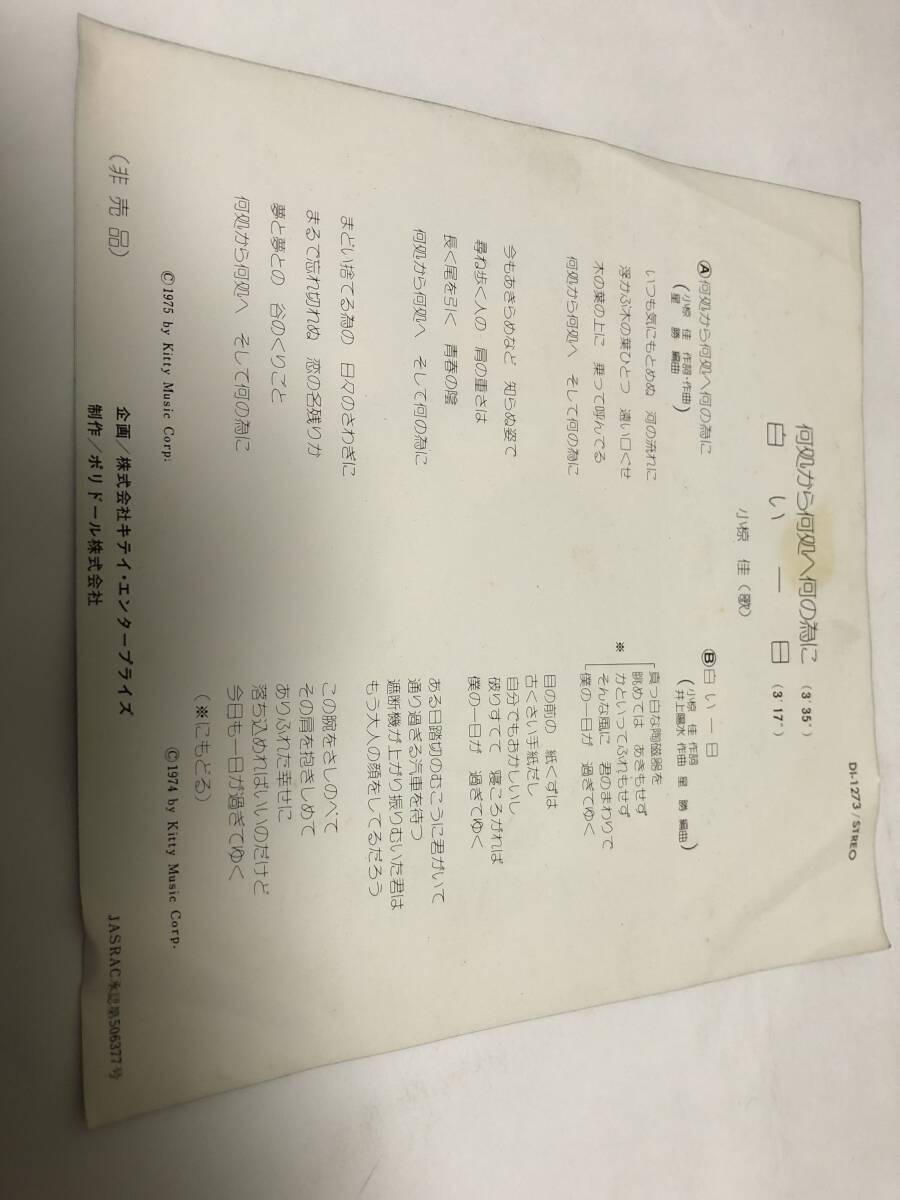 DI-1273/STREO
何処から何処へ何の為に (3′35″)
白い一日 (3′17″)
小椋 佳(歌)
Ⓐ何処から何処へ何の為に
(小椋 佳 作詞・作曲
星 勝 編曲)
いつも気にもとめぬ 河の流れに
浮かぶ木の葉ひとつ 遠い口ぐせ
木の葉の上に 乗って呼んでる
何処から何処へ そして何の為に
今もあきらめなど 知らぬ姿で
尋ね歩く人の 肩の重さは
長く尾を引く 青春の陰
何処から何処へ そして何の為に
まどい捨てる為の 日々のさわぎに
まるで忘れ切れぬ 恋の名残りか
夢と夢との 谷のくりごと
何処から何処へ そして何の為に
©1975 by Kitty Music Corp.
Ⓑ白い一日
(小椋 佳 作詞
井上陽水 作曲 星 勝 編曲)
※
真っ白な陶磁器を
眺めては あきもせず
かといってふれもせず
そんな風に 君のまわりで
僕の一日が 過ぎてゆく
目の前の 紙くずは
古くさい手紙だし
自分でもおかしいし
破りすてて 寝ころがれば
僕の一日が 過ぎてゆく
ある日踏切のむこうに君がいて
通り過ぎる汽車を待つ
遮断機が上がり振りむいた君は
もう大人の顔をしてるだろう
この腕をさしのべて
その肩を抱きしめて
ありふれた幸せに
落ち込めればいいのだけど
今日も一日が過ぎてゆく
(※にもどる)
©1974 by Kitty Music Corp.
(非売品)
企画/株式会社キティ・エンタープライズ
制作/ポリドール株式会社
JASRAC承認第506377号